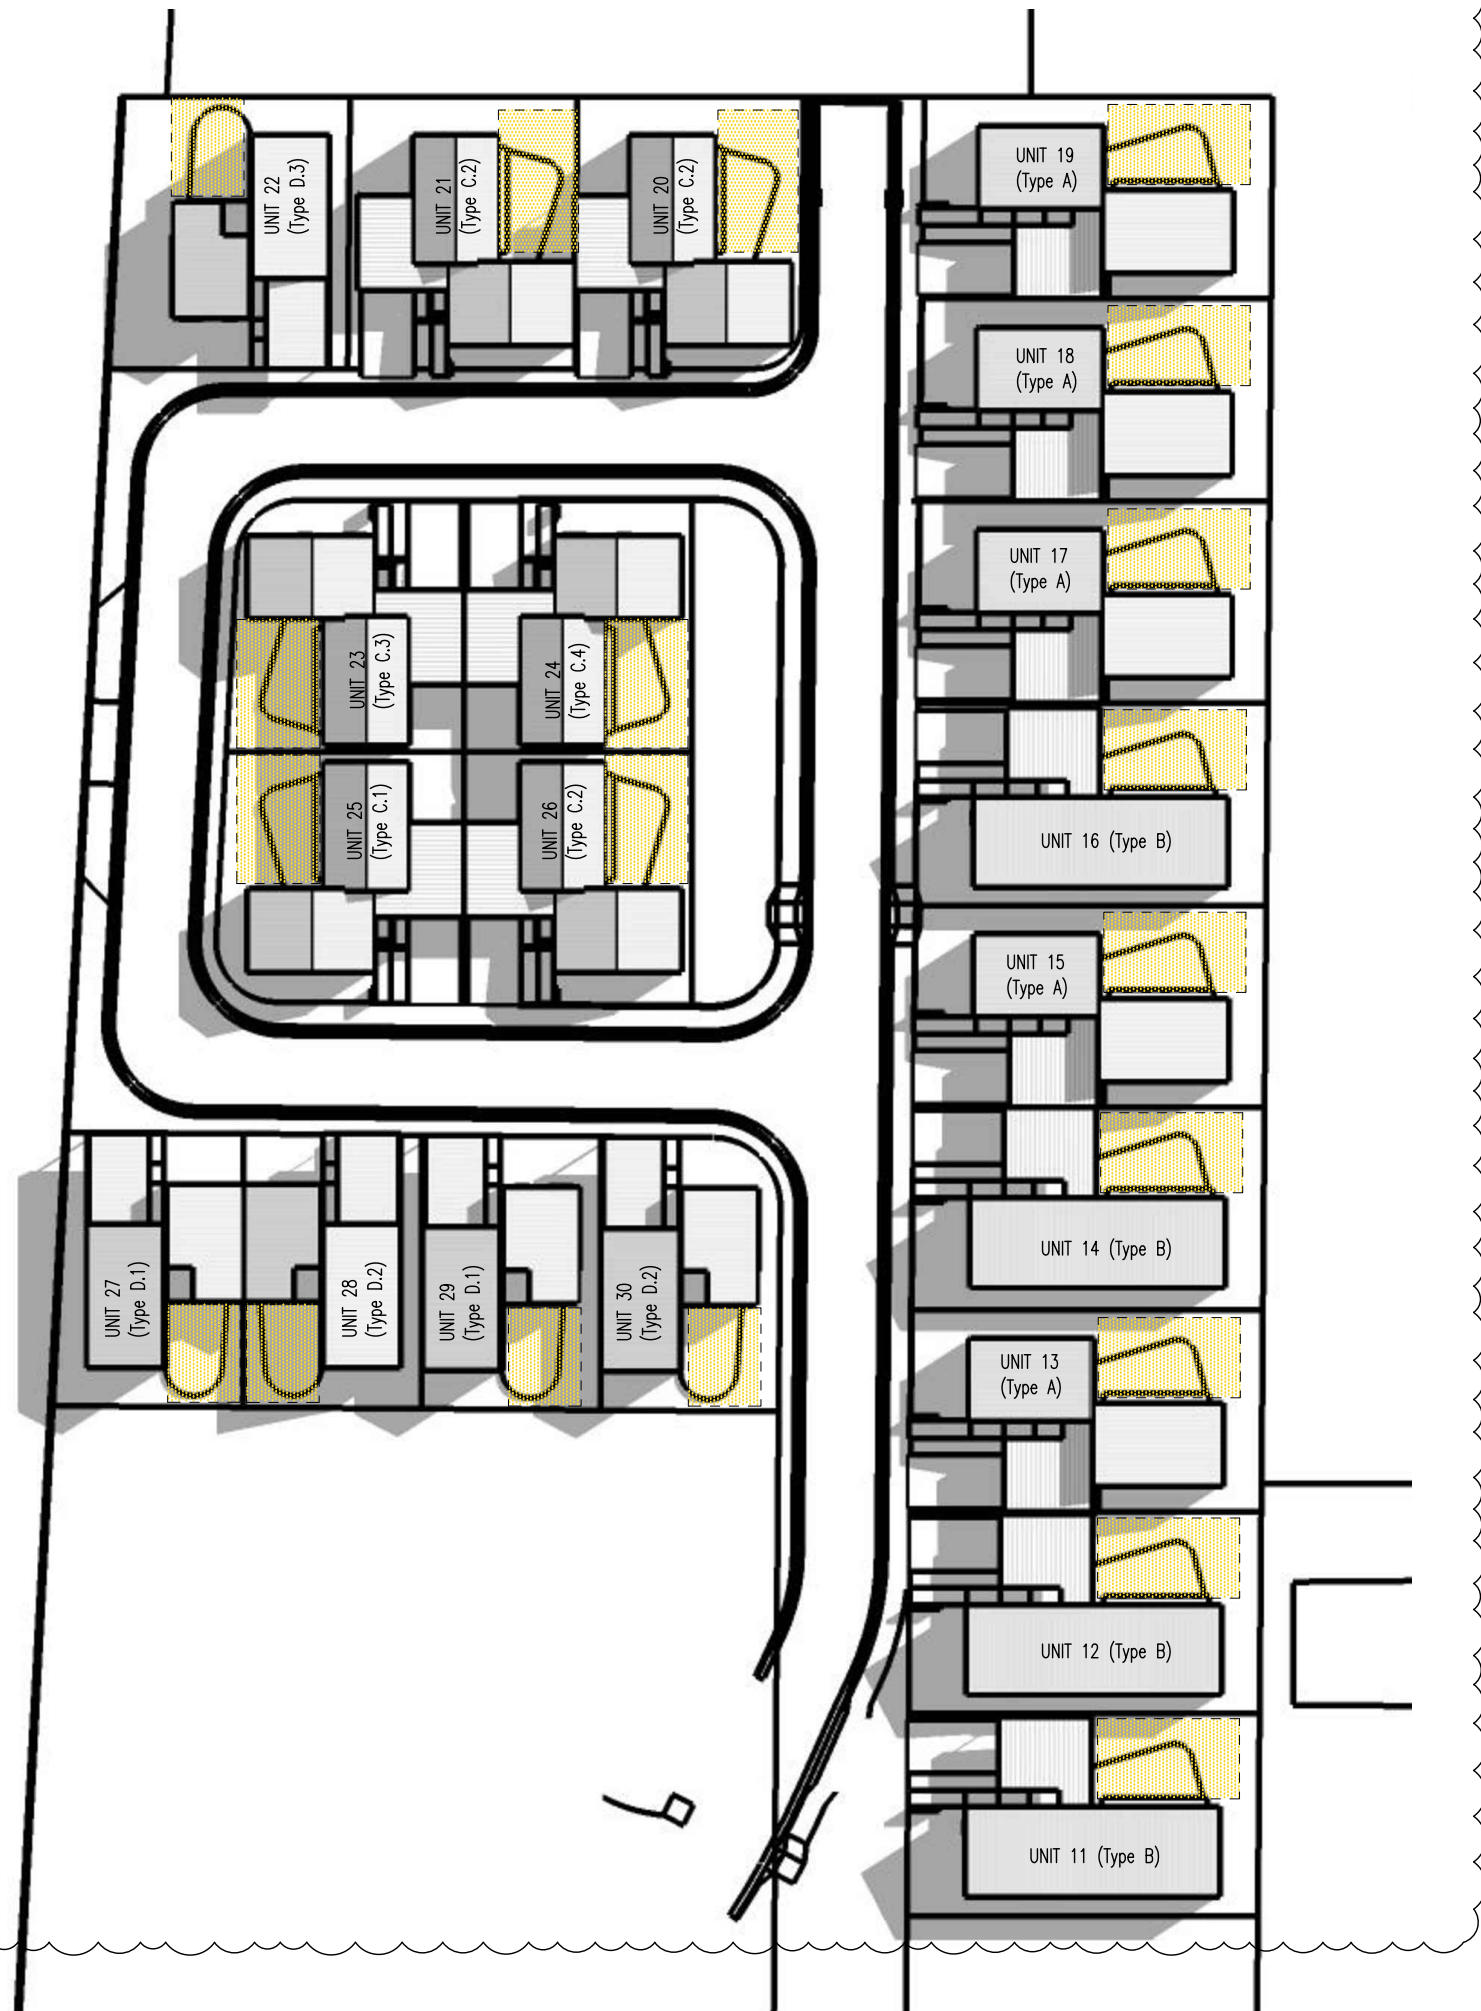 UNIT 22
(Type D.3)
UNIT 21
(Type C.2)
UNIT 20
(Type C.2)
UNIT 19
(Type A)
UNIT 18
(Type A)
UNIT 17
(Type A)
UNIT 23
(Type C.3)
UNIT 24
(Type C.4)
UNIT 25
(Type C.1)
UNIT 26
(Type C.2)
UNIT 16 (Type B)
UNIT 15
(Type A)
UNIT 14 (Type B)
UNIT 27
(Type D.1)
UNIT 28
(Type D.2)
UNIT 29
(Type D.1)
UNIT 30
(Type D.2)
UNIT 13
(Type A)
UNIT 12 (Type B)
UNIT 11 (Type B)